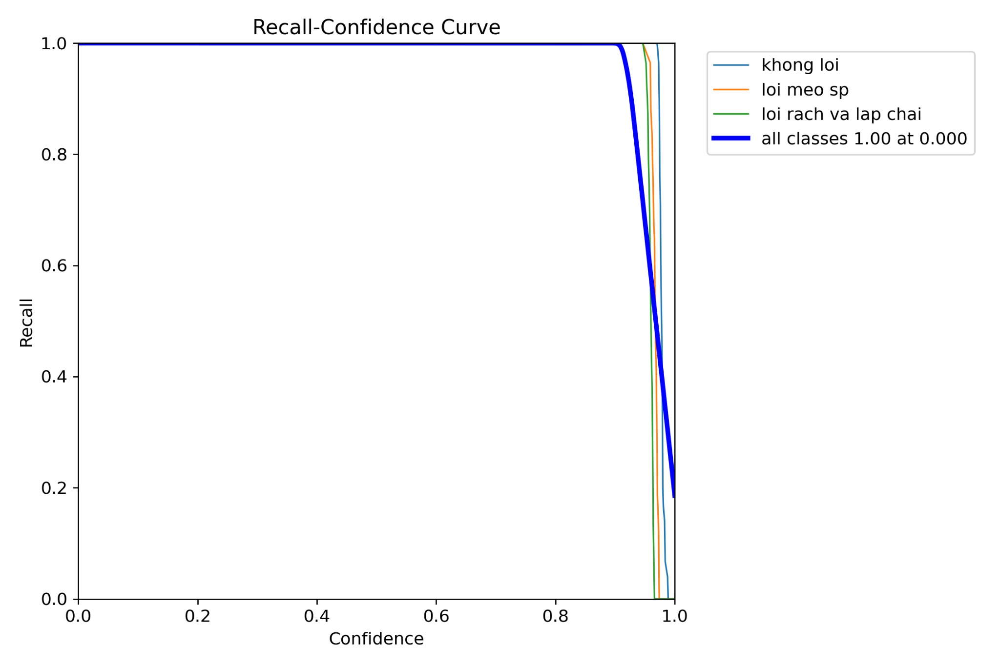 Recall-Confidence Curve
1.0
0.8
0.6
0.4
0.2
0.0
Recall
0.0 0.2 0.4 0.6 0.8 1.0
Confidence
khong loi
loi meo sp
loi rach va lap chai
all classes 1.00 at 0.000